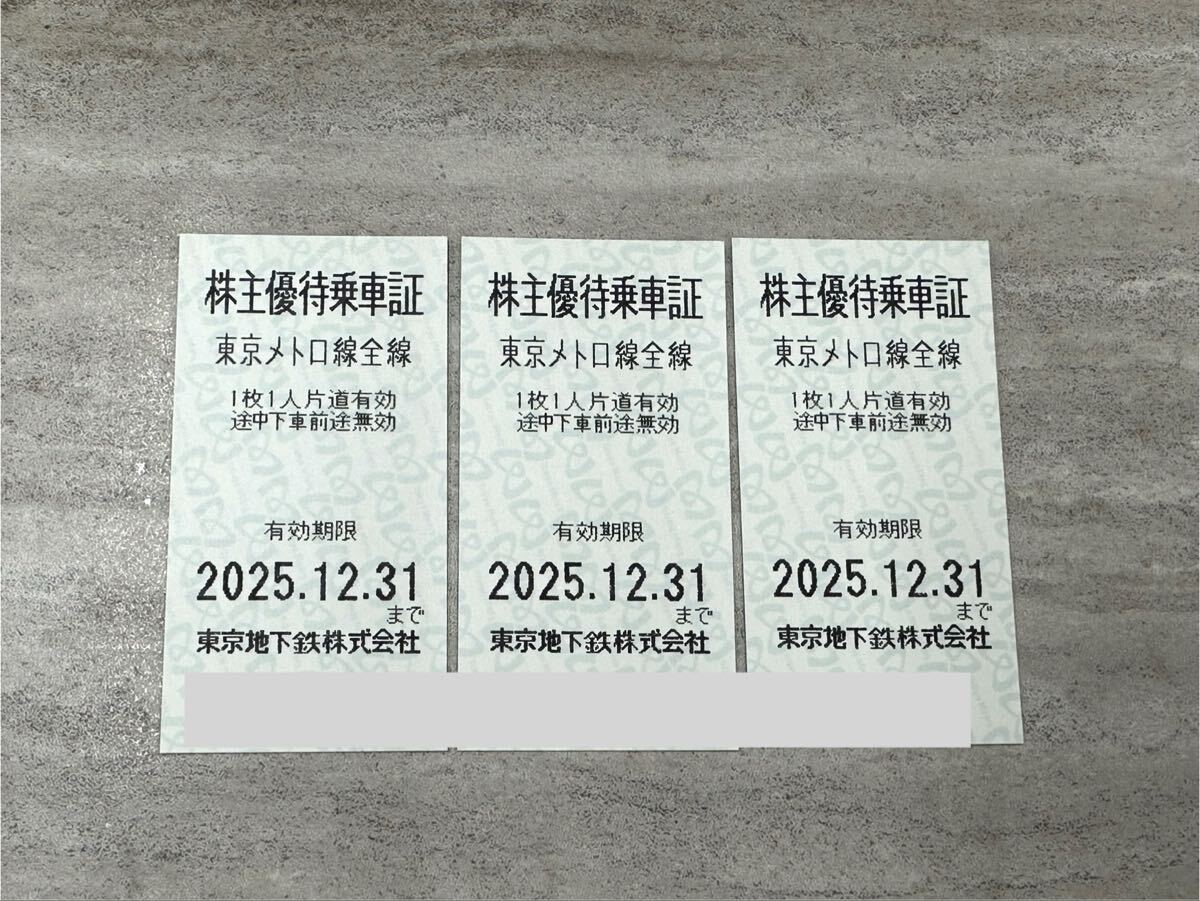 株主優待乗車証
東京メトロ線全線
1枚1人片道有効
途中下車前途無効
有効期限
2025.12.31
まで
東京地下鉄株式会社
株主優待乗車証
東京メトロ線全線
1枚1人片道有効
途中下車前途無効
有効期限
2025.12.31
まで
東京地下鉄株式会社
株主優待乗車証
東京メトロ線全線
1枚1人片道有効
途中下車前途無効
有効期限
2025.12.31
まで
東京地下鉄株式会社